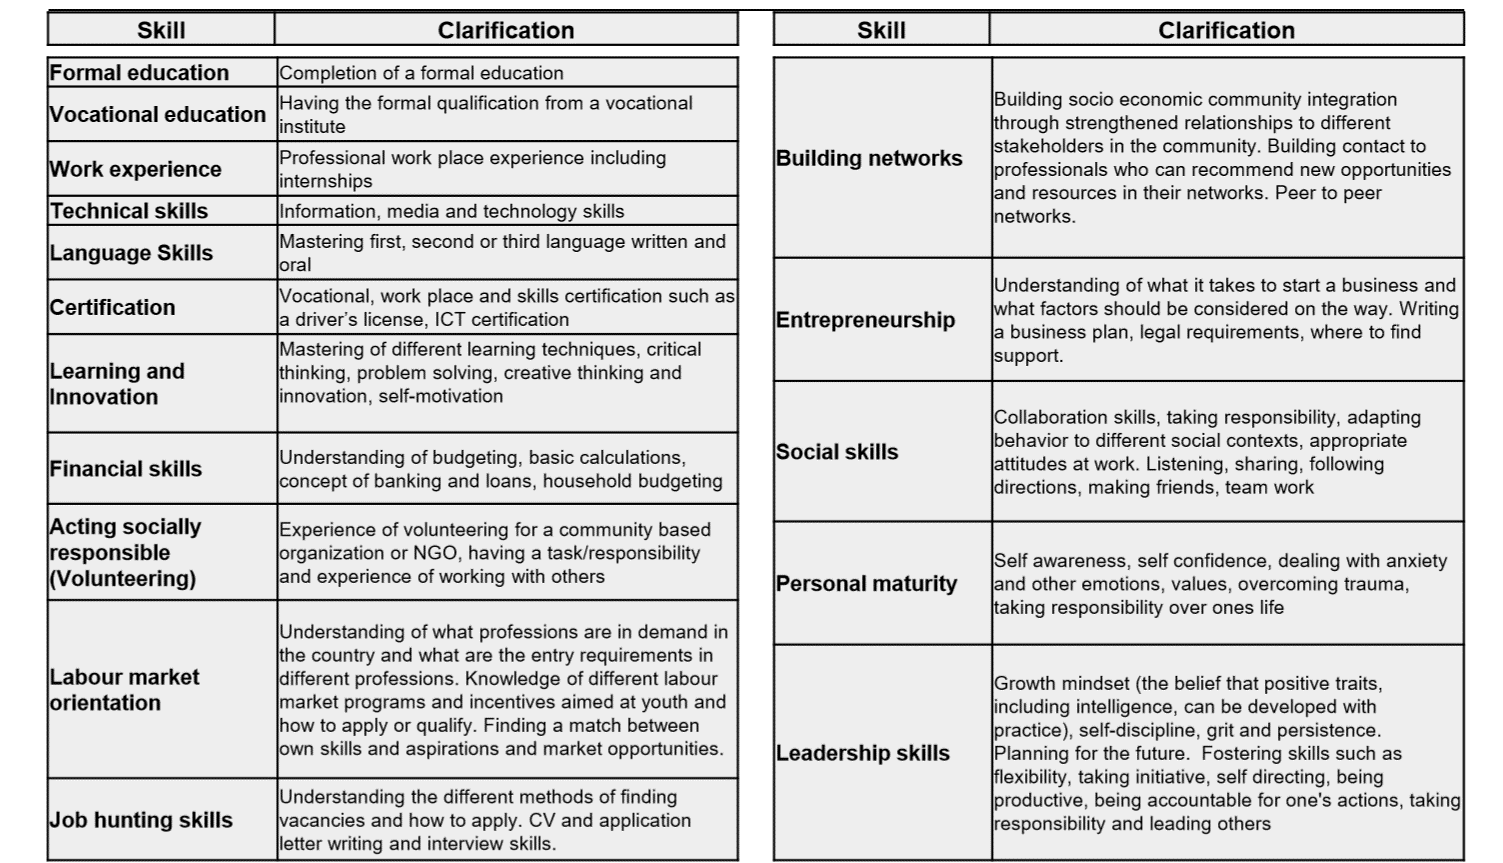 Skill
Clarification
Formal education
Completion of a formal education
Vocational education
Having the formal qualification from a vocational
institute
Work experience
Professional work place experience including
internships
Technical skills
Information, media and technology skills
Language Skills
Mastering first, second or third language written and
oral
Certification
Vocational, work place and skills certification such as
a driver's license, ICT certification
Learning and
Innovation
Mastering of different learning techniques, critical
thinking, problem solving, creative thinking and
innovation, self-motivation
Financial skills
Understanding of budgeting, basic calculations,
concept of banking and loans, household budgeting
Acting socially
responsible
(Volunteering)
Experience of volunteering for a community based
organization or NGO, having a task/responsibility
and experience of working with others
Labour market
orientation
Understanding of what professions are in demand in
the country and what are the entry requirements in
different professions. Knowledge of different labour
market programs and incentives aimed at youth and
how to apply or qualify. Finding a match between
own skills and aspirations and market opportunities.
Job hunting skills
Understanding the different methods of finding
vacancies and how to apply. CV and application
letter writing and interview skills.
Skill
Clarification
Building networks
Building socio economic community integration
through strengthened relationships to different
stakeholders in the community. Building contact to
professionals who can recommend new opportunities
and resources in their networks. Peer to peer
networks.
Entrepreneurship
Understanding of what it takes to start a business and
what factors should be considered on the way. Writing
a business plan, legal requirements, where to find
support.
Social skills
Collaboration skills, taking responsibility, adapting
behavior to different social contexts, appropriate
attitudes at work. Listening, sharing, following
directions, making friends, team work
Personal maturity
Self awareness, self confidence, dealing with anxiety
and other emotions, values, overcoming trauma,
taking responsibility over ones life
Leadership skills
Growth mindset (the belief that positive traits,
including intelligence, can be developed with
practice), self-discipline, grit and persistence.
Planning for the future.  Fostering skills such as
flexibility, taking initiative, self directing, being
productive, being accountable for one's actions, taking
responsibility and leading others